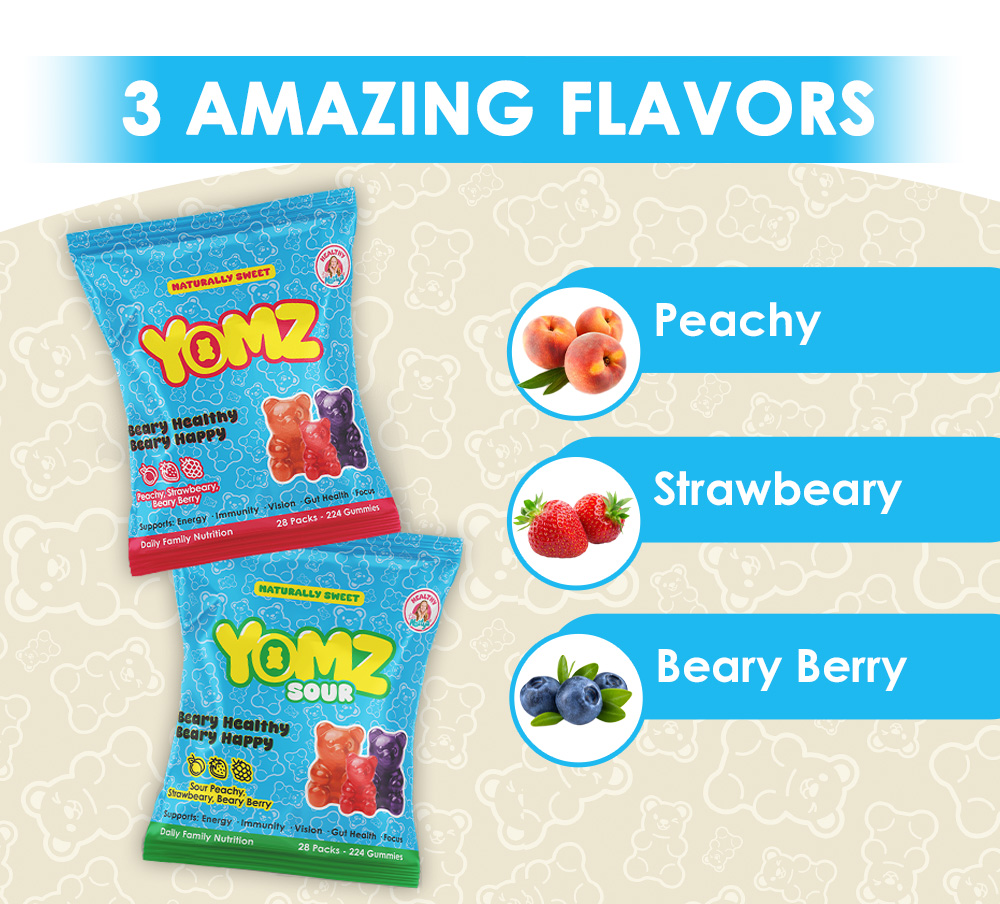 3 AMAZING FLAVORS
NATURALLY SWEET
HEALTHY
YOMZ
Beary Healthy
Beary Happy
Peachy, Strawbeary,
Beary Berry
Supports: Energy · Immunity · Vision · Gut Health · Focus
Daily Family Nutrition
28 Packs - 224 Gummies
NATURALLY SWEET
HEALTHY
YOMZ
SOUR
Beary Healthy
Beary Happy
Sour Peachy,
Strawbeary, Beary Berry
Supports: Energy · Immunity · Vision · Gut Health · Focus
Daily Family Nutrition
28 Packs - 224 Gummies
Peachy
Strawbeary
Beary Berry